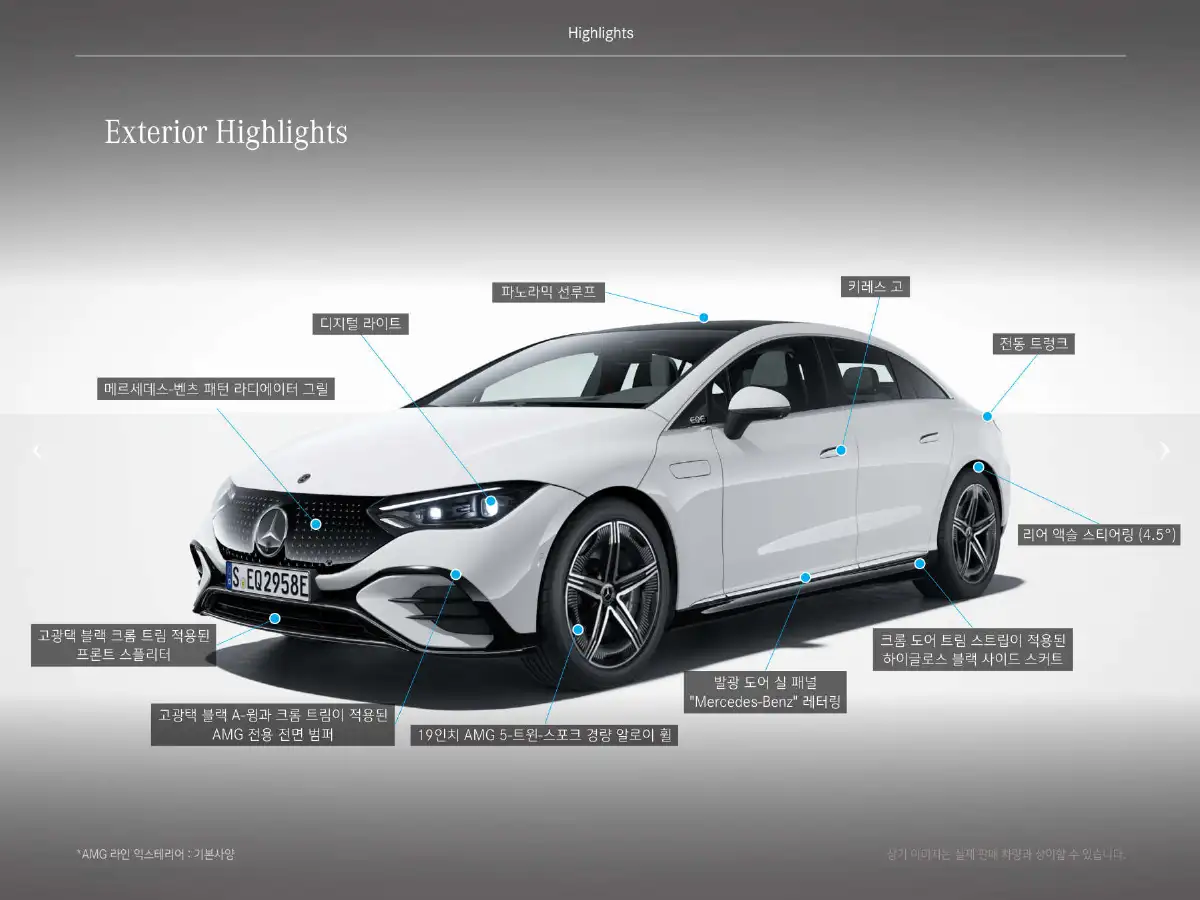 Highlights
Exterior Highlights
파노라믹 선루프
키레스 고
디지털 라이트
전동 트렁크
메르세데스-벤츠 패턴 라디에이터 그릴
EQE
리어 액슬 스티어링 (4.5°)
S EQ2958E
고광택 블랙 크롬 트림 적용된
프론트 스플리터
크롬 도어 트림 스트립이 적용된
하이글로스 블랙 사이드 스커트
발광 도어 실 패널
"Mercedes-Benz" 레터링
고광택 블랙 A-윙과 크롬 트림이 적용된
AMG 전용 전면 범퍼
19인치 AMG 5-트윈-스포크 경량 알로이 휠
*AMG 라인 익스테리어 : 기본사양
상기 이미지는 실제 판매 차량과 상이할 수 있습니다.